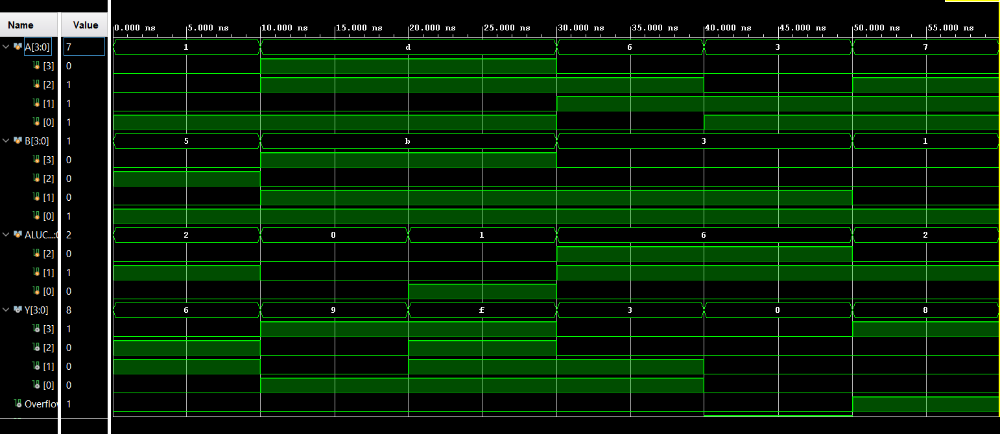 Name Value
0.000 ns 5.000 ns 10.000 ns 15.000 ns 20.000 ns 25.000 ns 30.000 ns 35.000 ns 40.000 ns 45.000 ns 50.000 ns 55.000 ns
A[3:0] 7 1 d 6 3 7
[3] 0
[2] 1
[1] 1
[0] 1
B[3:0] 1 5 b 3 1
[3] 0
[2] 0
[1] 0
[0] 1
ALUC...:0 2 2 0 1 6 2
[2] 0
[1] 1
[0] 0
Y[3:0] 8 6 9 f 3 0 8
[3] 1
[2] 0
[1] 0
[0] 0
Overflo 1